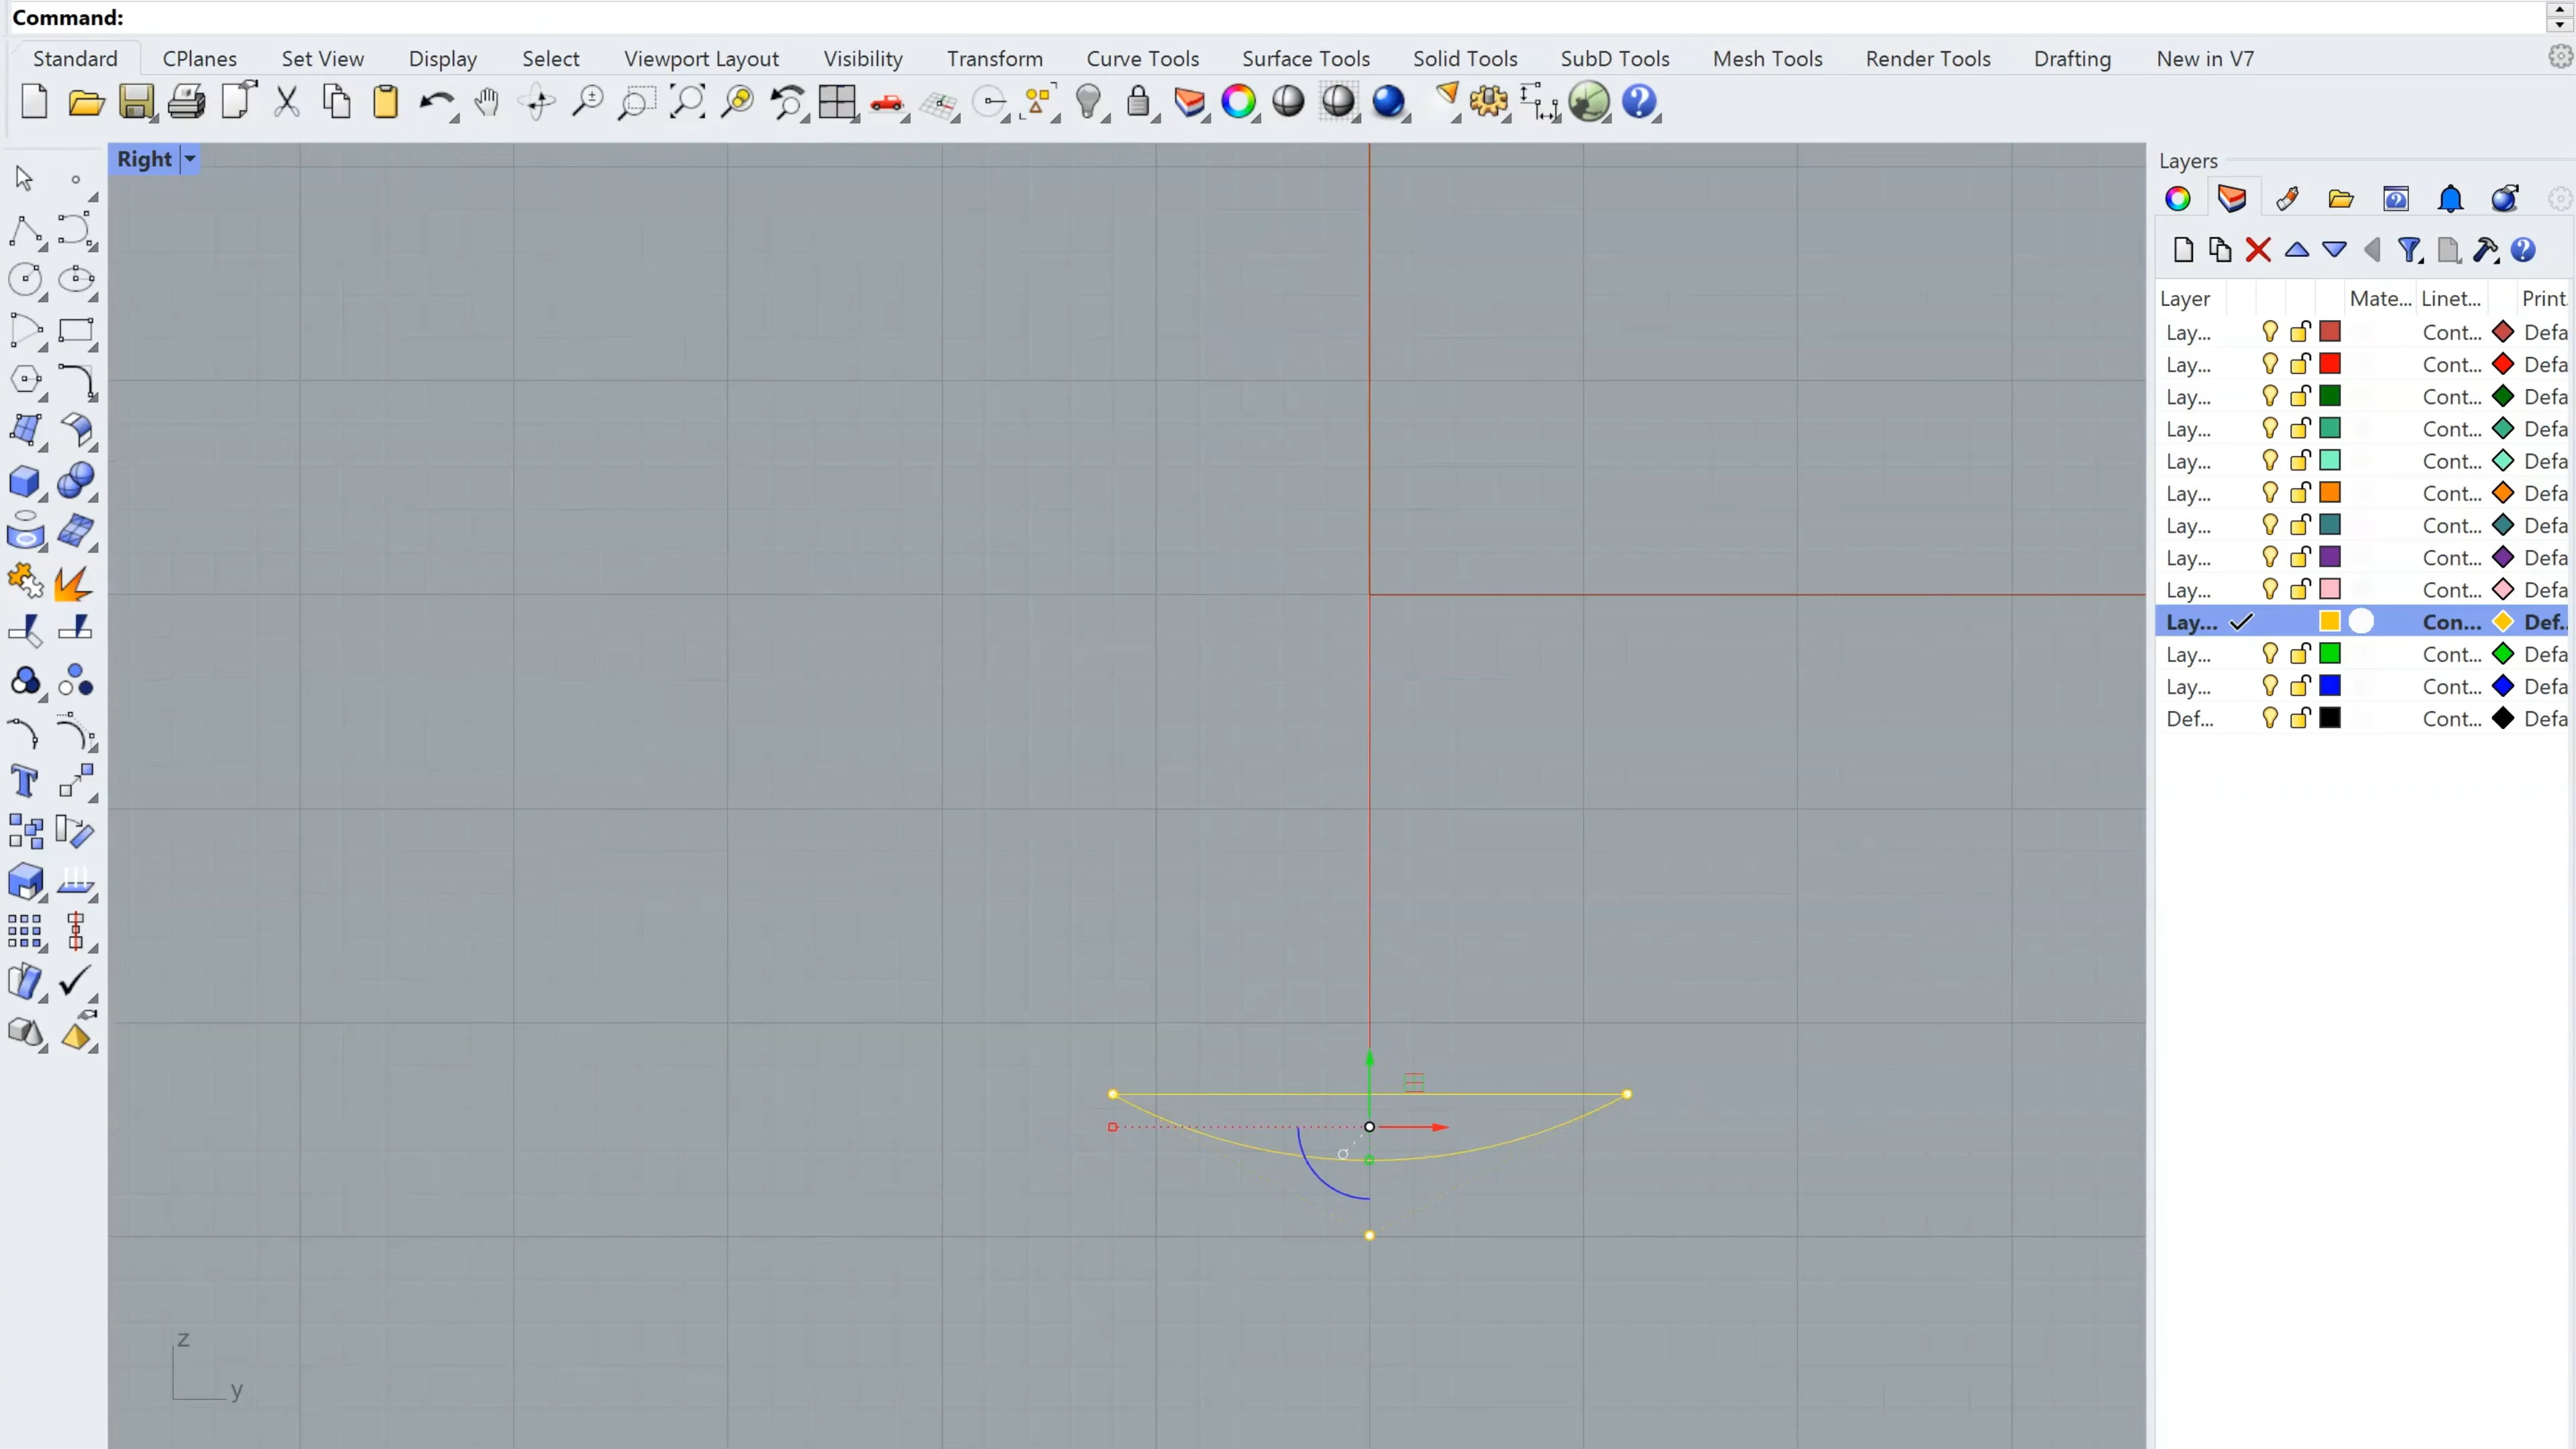 Command:
Standard CPlanes Set View Display Select Viewport Layout Visibility Transform Curve Tools Surface Tools Solid Tools SubD Tools Mesh Tools Render Tools Drafting New in V7
Right
Layers
Layer Mate... Linet... Print
Lay... Cont... Defa
Lay... Cont... Defa
Lay... Cont... Defa
Lay... Cont... Defa
Lay... Cont... Defa
Lay... Cont... Defa
Lay... Cont... Defa
Lay... Cont... Defa
Lay... Cont... Defa
Lay... Con... Def..
Lay... Cont... Defa
Lay... Cont... Defa
Def... Cont... Defa
z
y